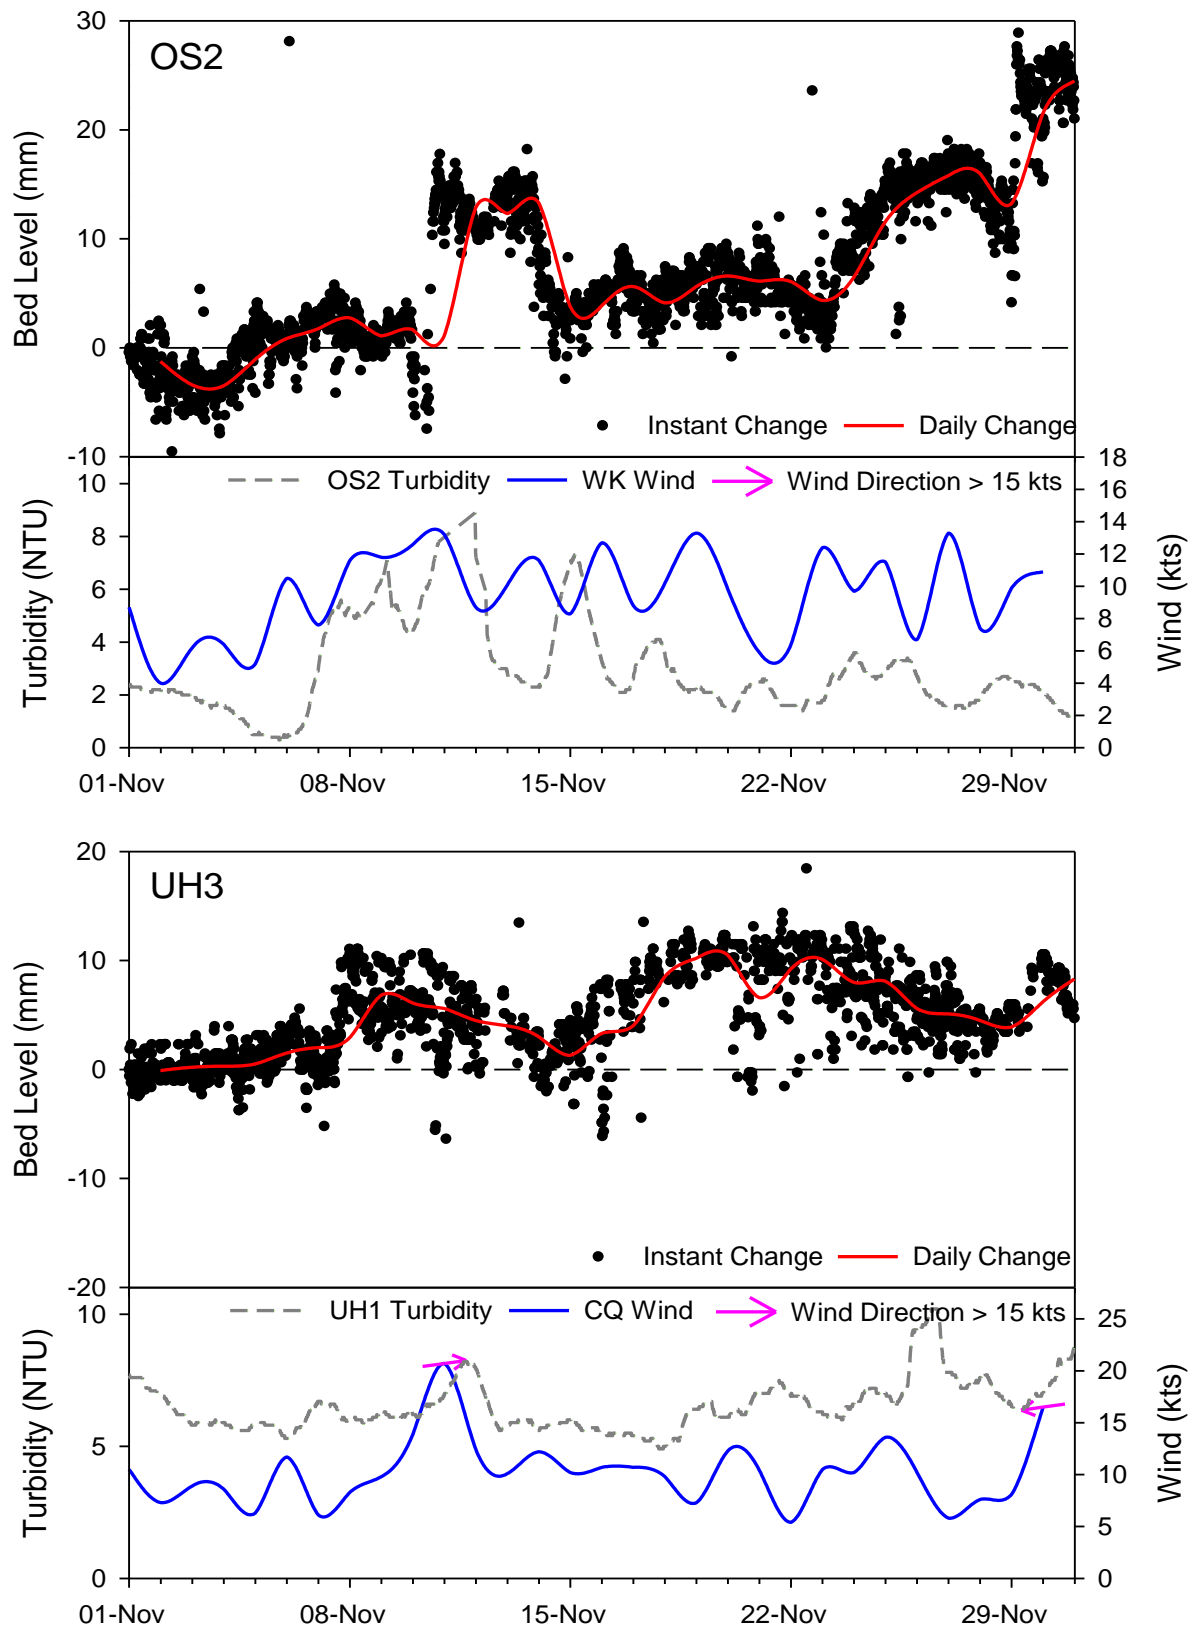 30
OS2
20
10
0
-10
Bed Level (mm)
Instant Change
Daily Change
OS2 Turbidity
WK Wind
Wind Direction > 15 kts
10
8
6
4
2
0
Turbidity (NTU)
18
16
14
12
10
8
6
4
2
0
Wind (kts)
01-Nov 08-Nov 15-Nov 22-Nov 29-Nov
20
UH3
10
0
-10
-20
Bed Level (mm)
Instant Change
Daily Change
UH1 Turbidity
CQ Wind
Wind Direction > 15 kts
10
5
0
Turbidity (NTU)
25
20
15
10
5
0
Wind (kts)
01-Nov 08-Nov 15-Nov 22-Nov 29-Nov